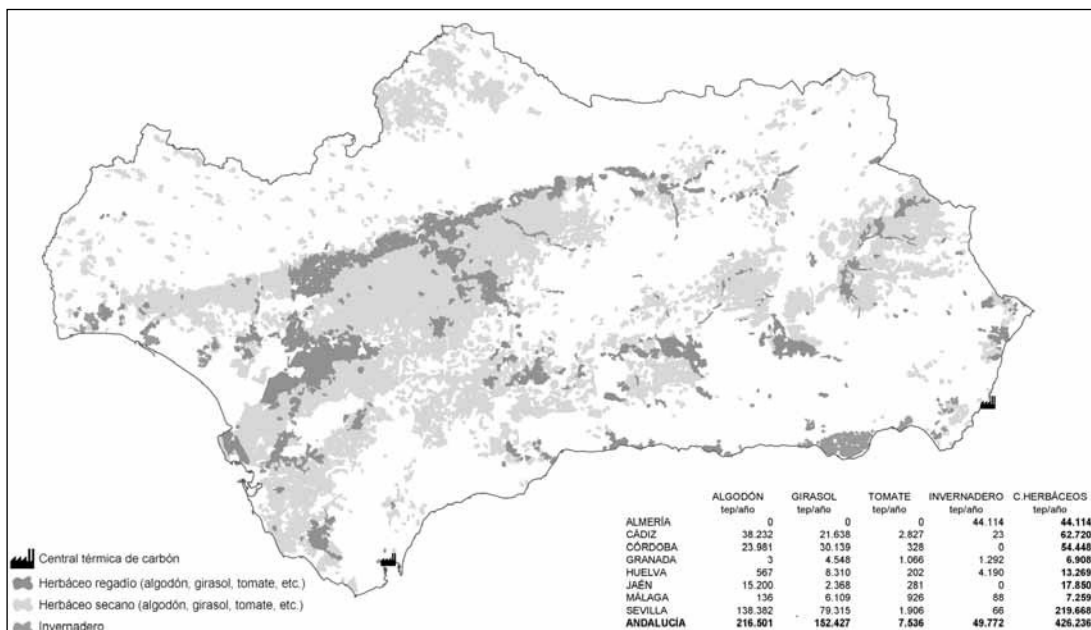 ALGODÓN GIRASOL TOMATE INVERNADERO C.HERBÁCEOS
tep/año tep/año tep/año tep/año tep/año
ALMERÍA 0 0 0 44.114 44.114
CÁDIZ 38.232 21.638 2.827 23 62.720
CÓRDOBA 23.981 30.139 328 0 54.448
GRANADA 3 4.548 1.066 1.292 6.908
HUELVA 567 8.310 202 4.190 13.269
JAÉN 15.200 2.368 281 0 17.850
MÁLAGA 136 6.109 926 88 7.259
SEVILLA 138.382 79.315 1.906 66 219.668
ANDALUCÍA 216.501 152.427 7.536 49.772 426.236
Central térmica de carbón
Herbáceo regadío (algodón, girasol, tomate, etc.)
Herbáceo secano (algodón, girasol, tomate, etc.)
Invernadero